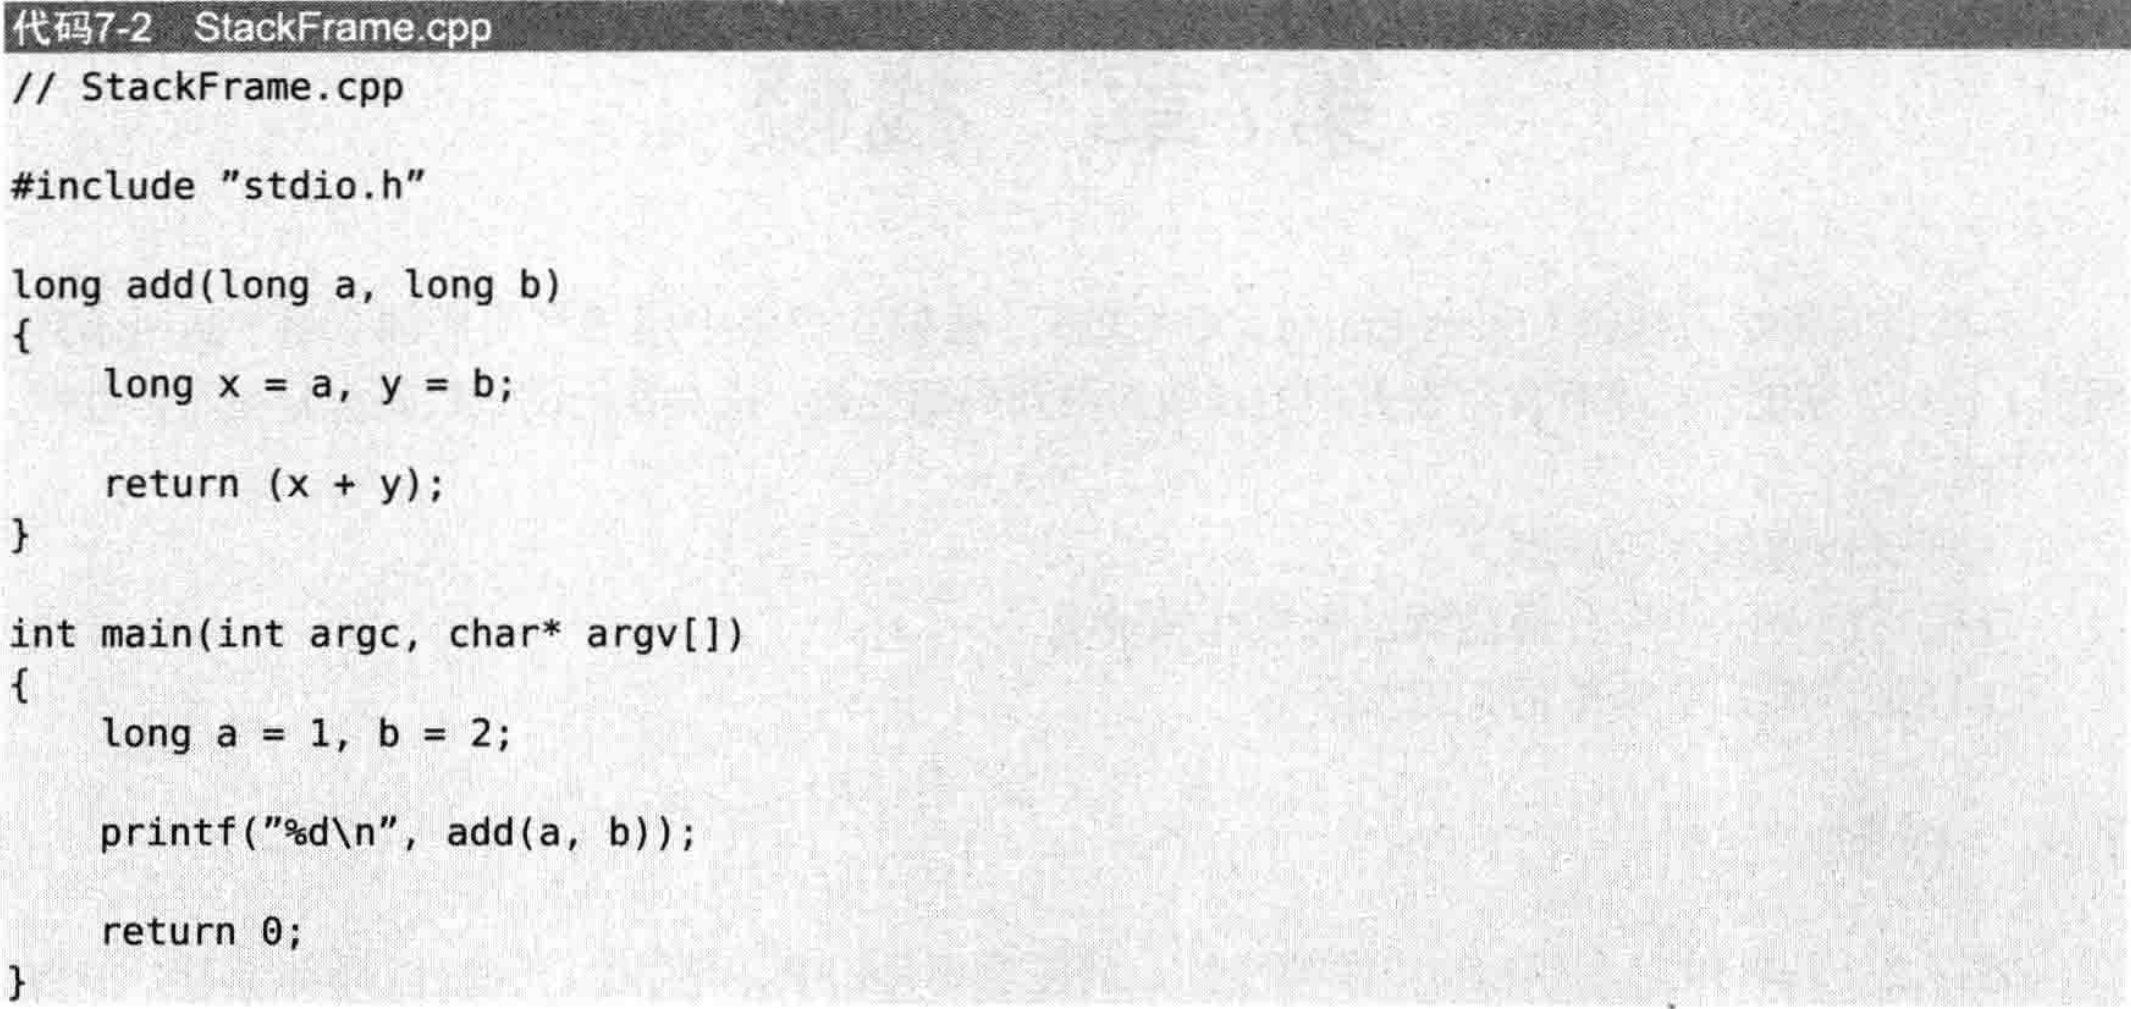 代码7-2 StackFrame.cpp
// StackFrame.cpp
#include "stdio.h"
long add(long a, long b)
{
    long x = a, y = b;
    return (x + y);
}
int main(int argc, char* argv[])
{
    long a = 1, b = 2;
    printf("%d\n", add(a, b));
    return 0;
}